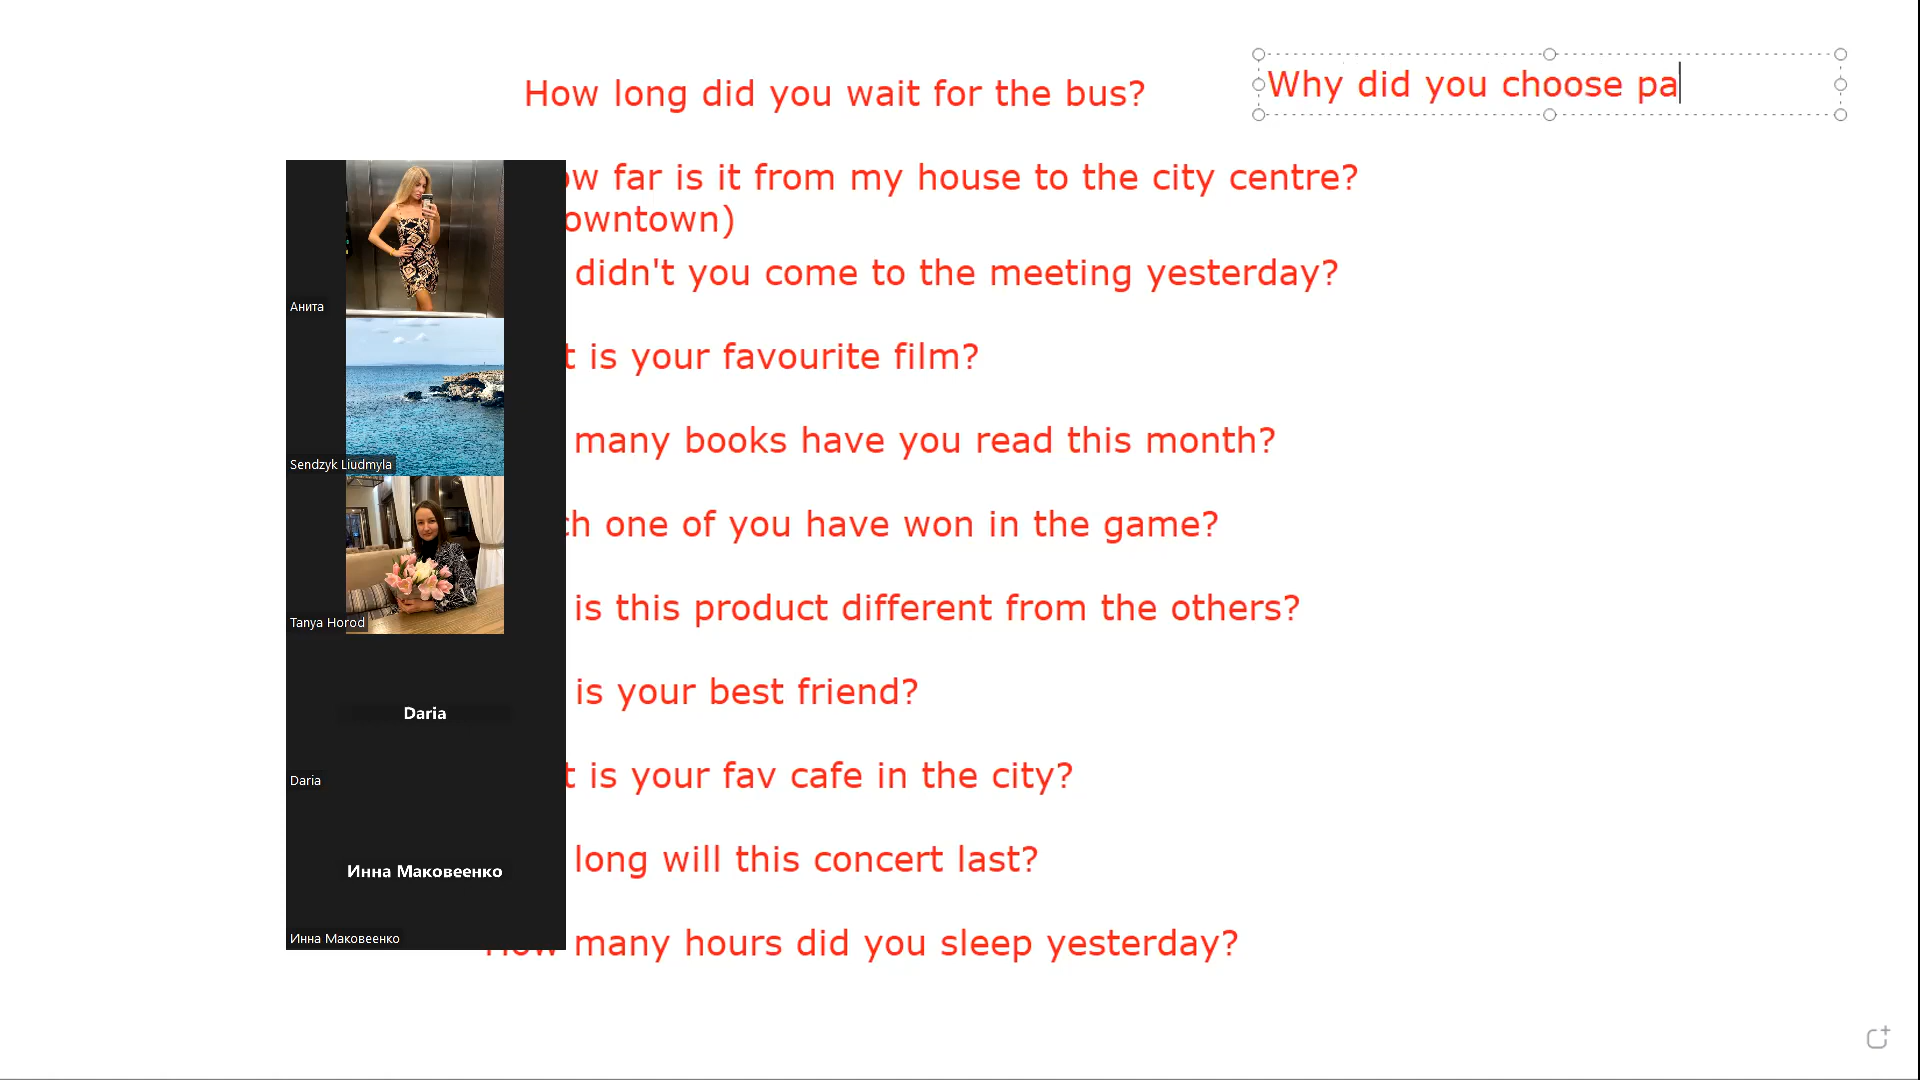 How long did you wait for the bus?
Why did you choose pa
far is it from my house to the city centre?
didn't you come to the meeting yesterday?
is your favourite film?
many books have you read this month?
one of you have won in the game?
is this product different from the others?
is your best friend?
is your fav cafe in the city?
long will this concert last?
many hours did you sleep yesterday?
Анита
Sendzyk Liudmyla
Tanya Horod
Daria
Daria
Инна Маковеенко
Инна Маковеенко